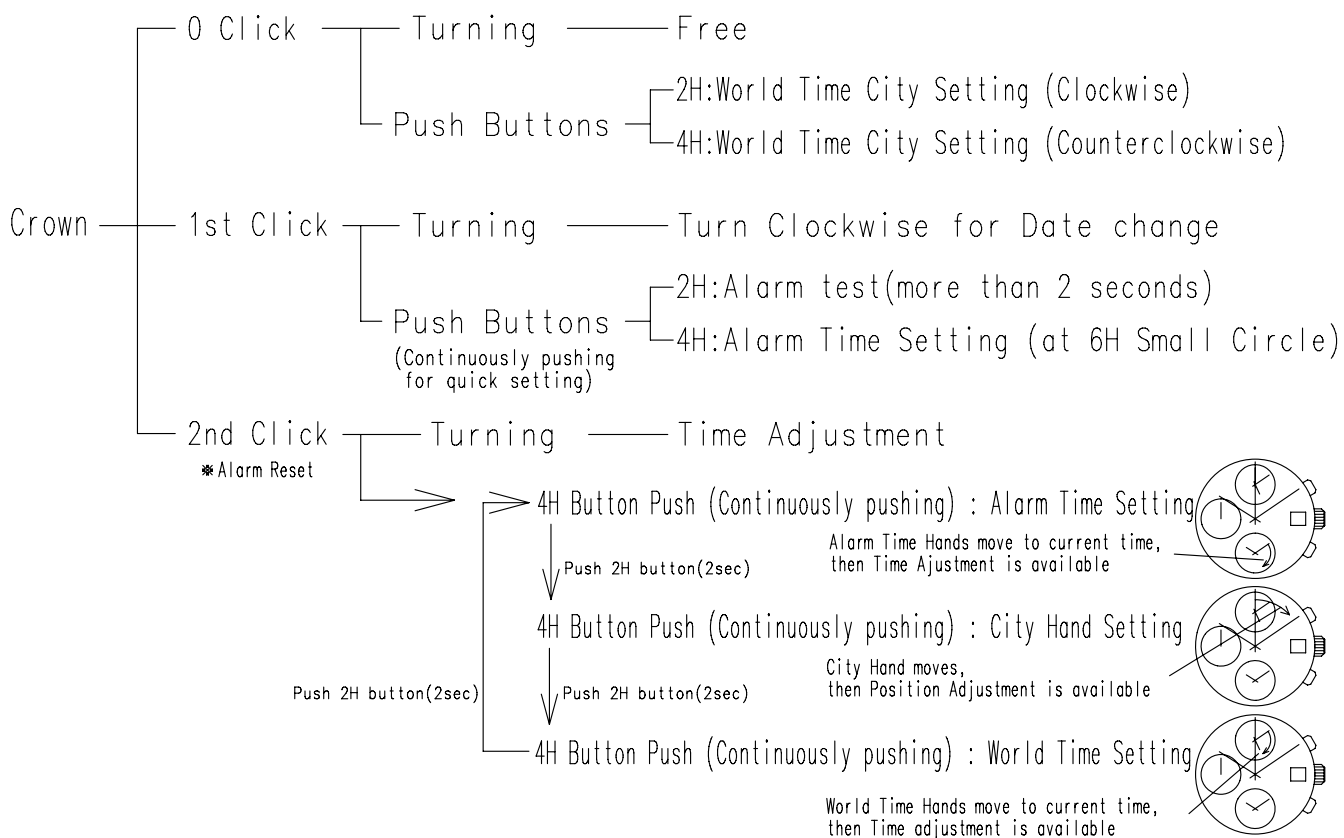 0 Click Turning Free
2H:World Time City Setting (Clockwise)
Push Buttons
4H:World Time City Setting (Counterclockwise)
Crown 1st Click Turning Turn Clockwise for Date change
2H:Alarm test(more than 2 seconds)
Push Buttons
4H:Alarm Time Setting (at 6H Small Circle)
(Continuously pushing
for quick setting)
2nd Click Turning Time Adjustment
※Alarm Reset
4H Button Push (Continuously pushing) : Alarm Time Setting
Alarm Time Hands move to current time,
then Time Ajustment is available
Push 2H button(2sec)
4H Button Push (Continuously pushing) : City Hand Setting
City Hand moves,
then Position Adjustment is available
Push 2H button(2sec) Push 2H button(2sec)
4H Button Push (Continuously pushing) : World Time Setting
World Time Hands move to current time,
then Time adjustment is available